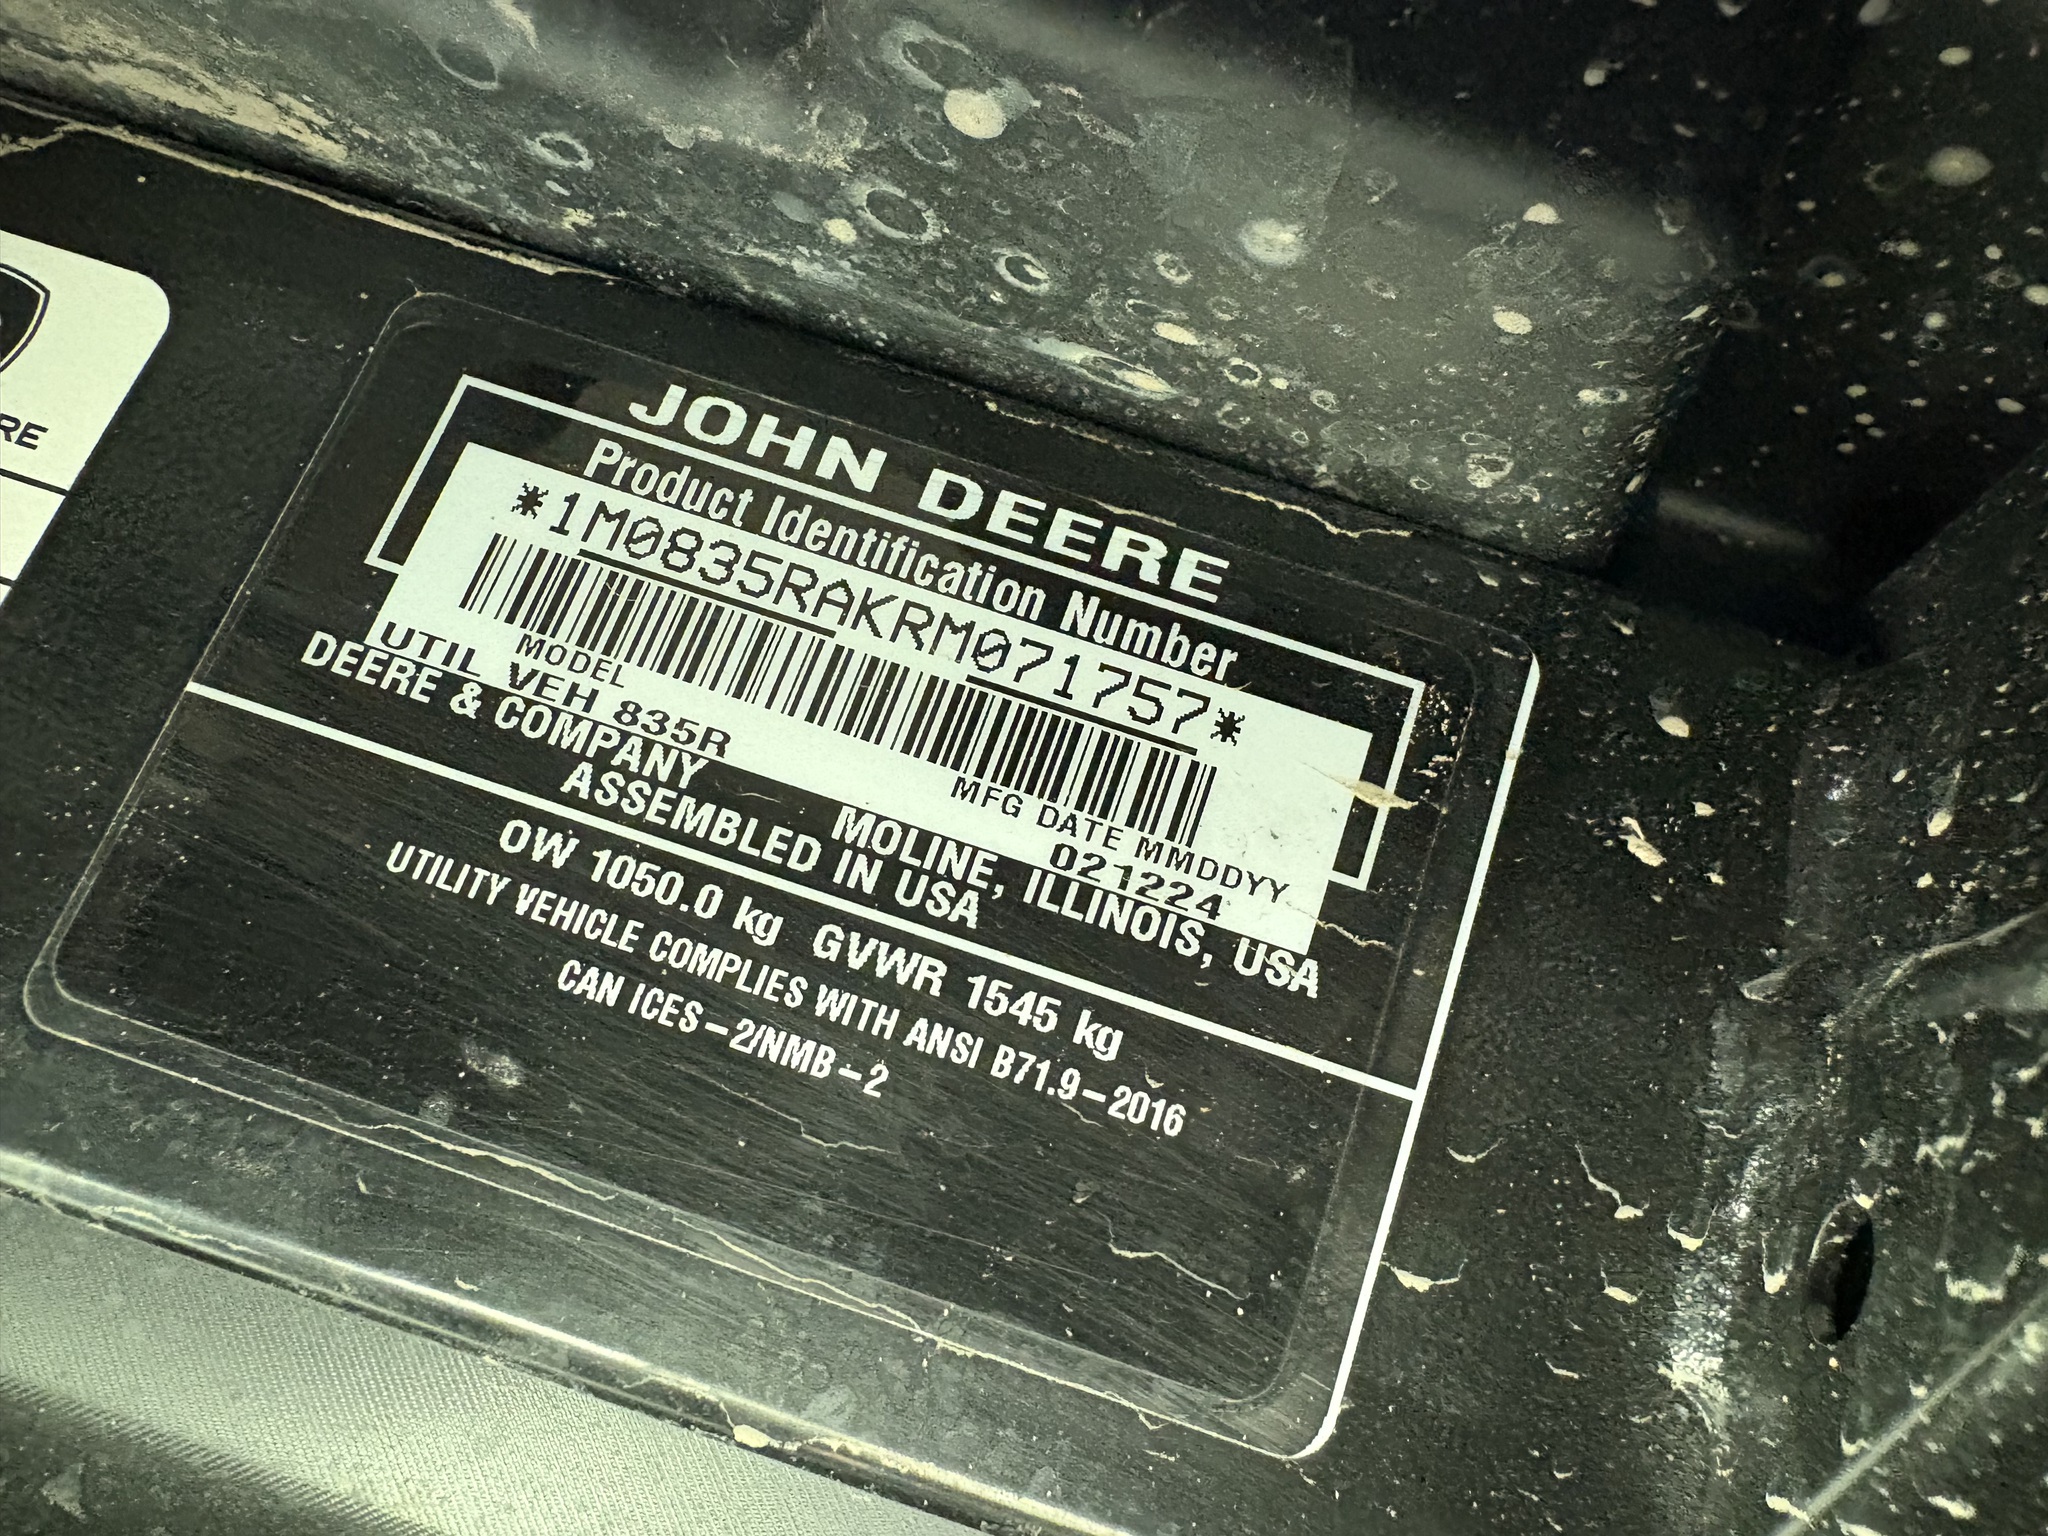 RE
JOHN DEERE
Product Identification Number
*1M0835RAKRM071757*
MODEL
UTIL VEH 835R
MFG DATE MMDDYY
021224
DEERE & COMPANY MOLINE, ILLINOIS, USA
ASSEMBLED IN USA
OW 1050.0 kg GVWR 1545 kg
UTILITY VEHICLE COMPLIES WITH ANSI B71.9-2016
CAN ICES-2/NMB-2